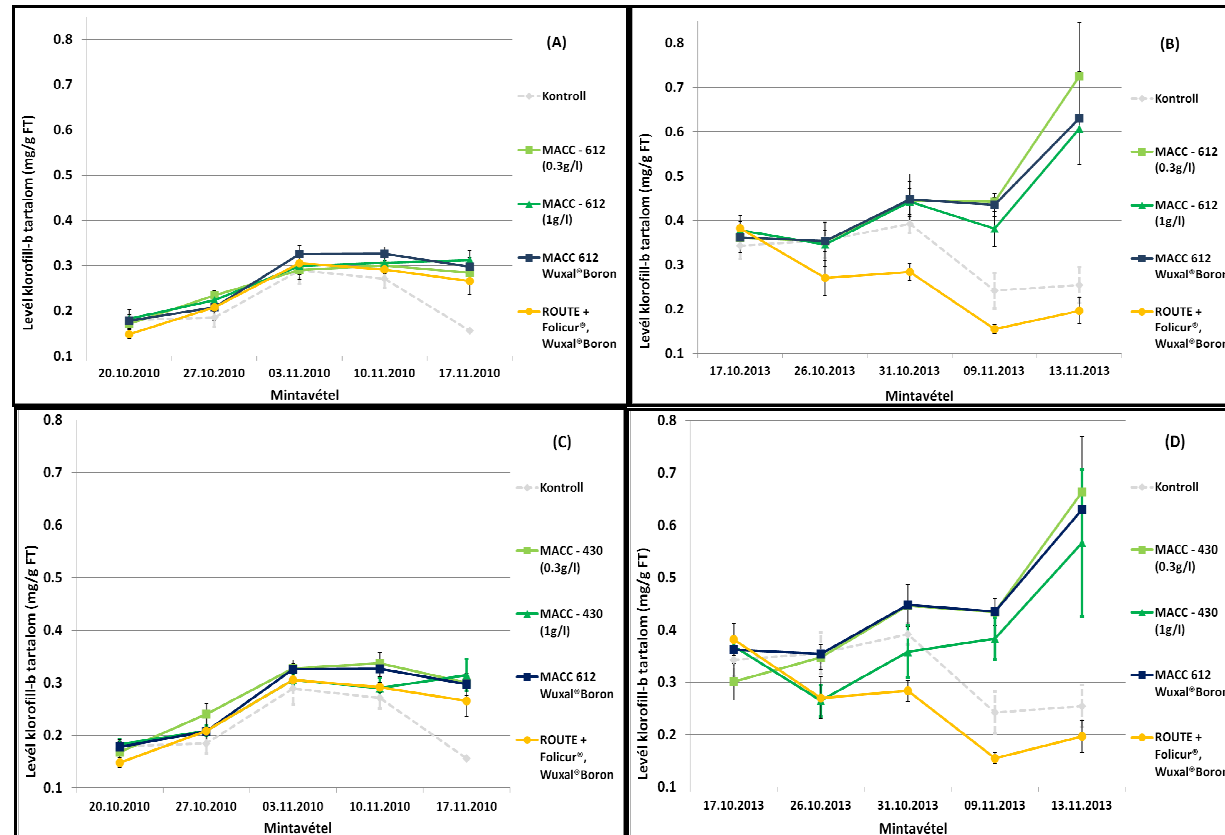 (A)
Levél klorofill-b tartalom (mg/g FT)
0.8
0.7
0.6
0.5
0.4
0.3
0.2
0.1
20.10.2010 27.10.2010 03.11.2010 10.11.2010 17.11.2010
Mintavétel
Kontroll
MACC - 612
(0.3g/l)
MACC - 612
(1g/l)
MACC 612
Wuxal®Boron
ROUTE +
Folicur®,
Wuxal®Boron
(B)
Levél klorofill-b tartalom (mg/g FT)
0.8
0.7
0.6
0.5
0.4
0.3
0.2
0.1
17.10.2013 26.10.2013 31.10.2013 09.11.2013 13.11.2013
Mintavétel
Kontroll
MACC - 612
(0.3g/l)
MACC - 612
(1g/l)
MACC 612
Wuxal®Boron
ROUTE +
Folicur®,
Wuxal®Boron
(C)
Levél klorofill-b tartalom (mg/g FT)
0.8
0.7
0.6
0.5
0.4
0.3
0.2
0.1
20.10.2010 27.10.2010 03.11.2010 10.11.2010 17.11.2010
Mintavétel
Kontroll
MACC - 430
(0.3g/l)
MACC - 430
(1g/l)
MACC 612
Wuxal®Boron
ROUTE +
Folicur®,
Wuxal®Boron
(D)
Levél klorofill-b tartalom (mg/g FT)
0.8
0.7
0.6
0.5
0.4
0.3
0.2
0.1
17.10.2013 26.10.2013 31.10.2013 09.11.2013 13.11.2013
Mintavétel
Kontroll
MACC - 430
(0.3g/l)
MACC - 430
(1g/l)
MACC 612
Wuxal®Boron
ROUTE +
Folicur®,
Wuxal®Boron